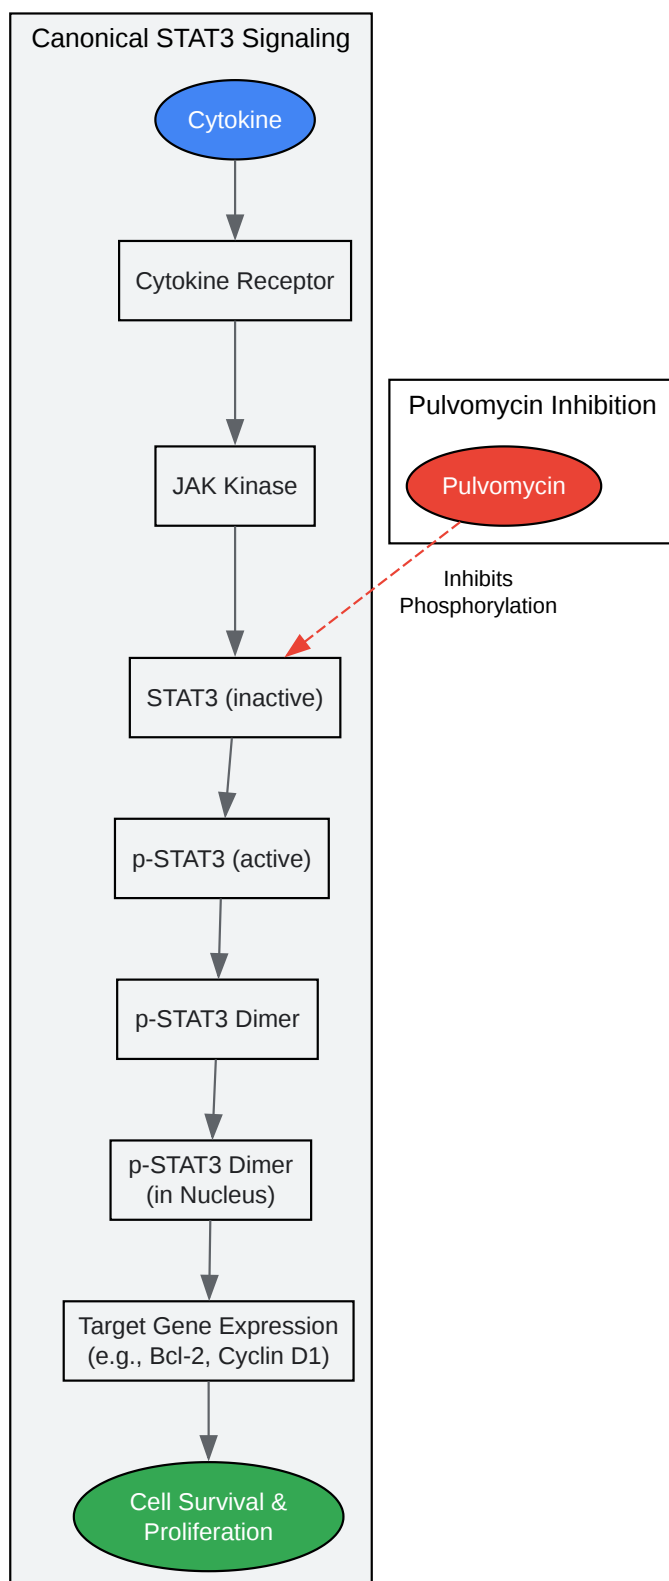 Canonical STAT3 Signaling
Cytokine
Cytokine Receptor
JAK Kinase
Pulvomycin Inhibition
Pulvomycin
Inhibits
Phosphorylation
STAT3 (inactive)
p-STAT3 (active)
p-STAT3 Dimer
p-STAT3 Dimer
(in Nucleus)
Target Gene Expression
(e.g., Bcl-2, Cyclin D1)
Cell Survival &
Proliferation